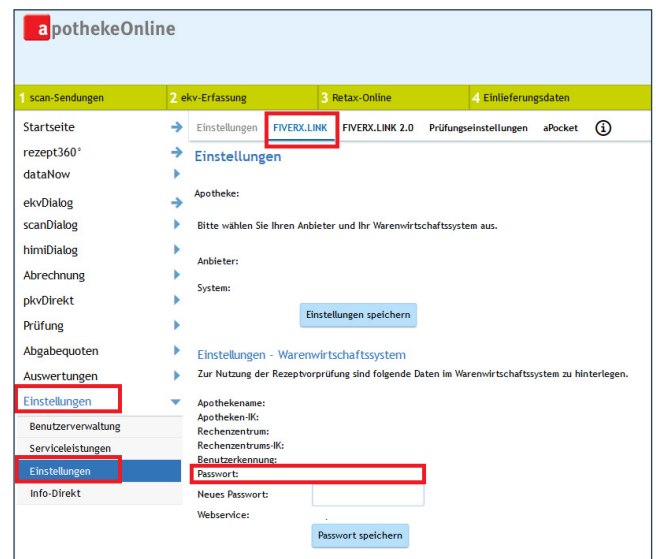 apothekeOnline
1 scan-Sendungen 2 ekv-Erfassung 3 Retax-Online 4 Einlieferungsdaten
Startseite
rezept360°
dataNow
ekvDialog
scanDialog
himiDialog
Abrechnung
pkvDirekt
Prüfung
Abgabequoten
Auswertungen
Einstellungen
Benutzerverwaltung
Serviceleistungen
Einstellungen
Info-Direkt
Einstellungen FIVERX.LINK FIVERX.LINK 2.0 Prüfungseinstellungen aPocket i
Einstellungen
Apotheke:
Bitte wählen Sie Ihren Anbieter und Ihr Warenwirtschaftssystem aus.
Anbieter:
System:
Einstellungen speichern
Einstellungen - Warenwirtschaftssystem
Zur Nutzung der Rezeptvorprüfung sind folgende Daten im Warenwirtschaftssystem zu hinterlegen.
Apothekenname:
Apotheken-IK:
Rechenzentrum:
Rechenzentrums-IK:
Benutzerkennung:
Passwort:
Neues Passwort:
Webservice: .
Passwort speichern